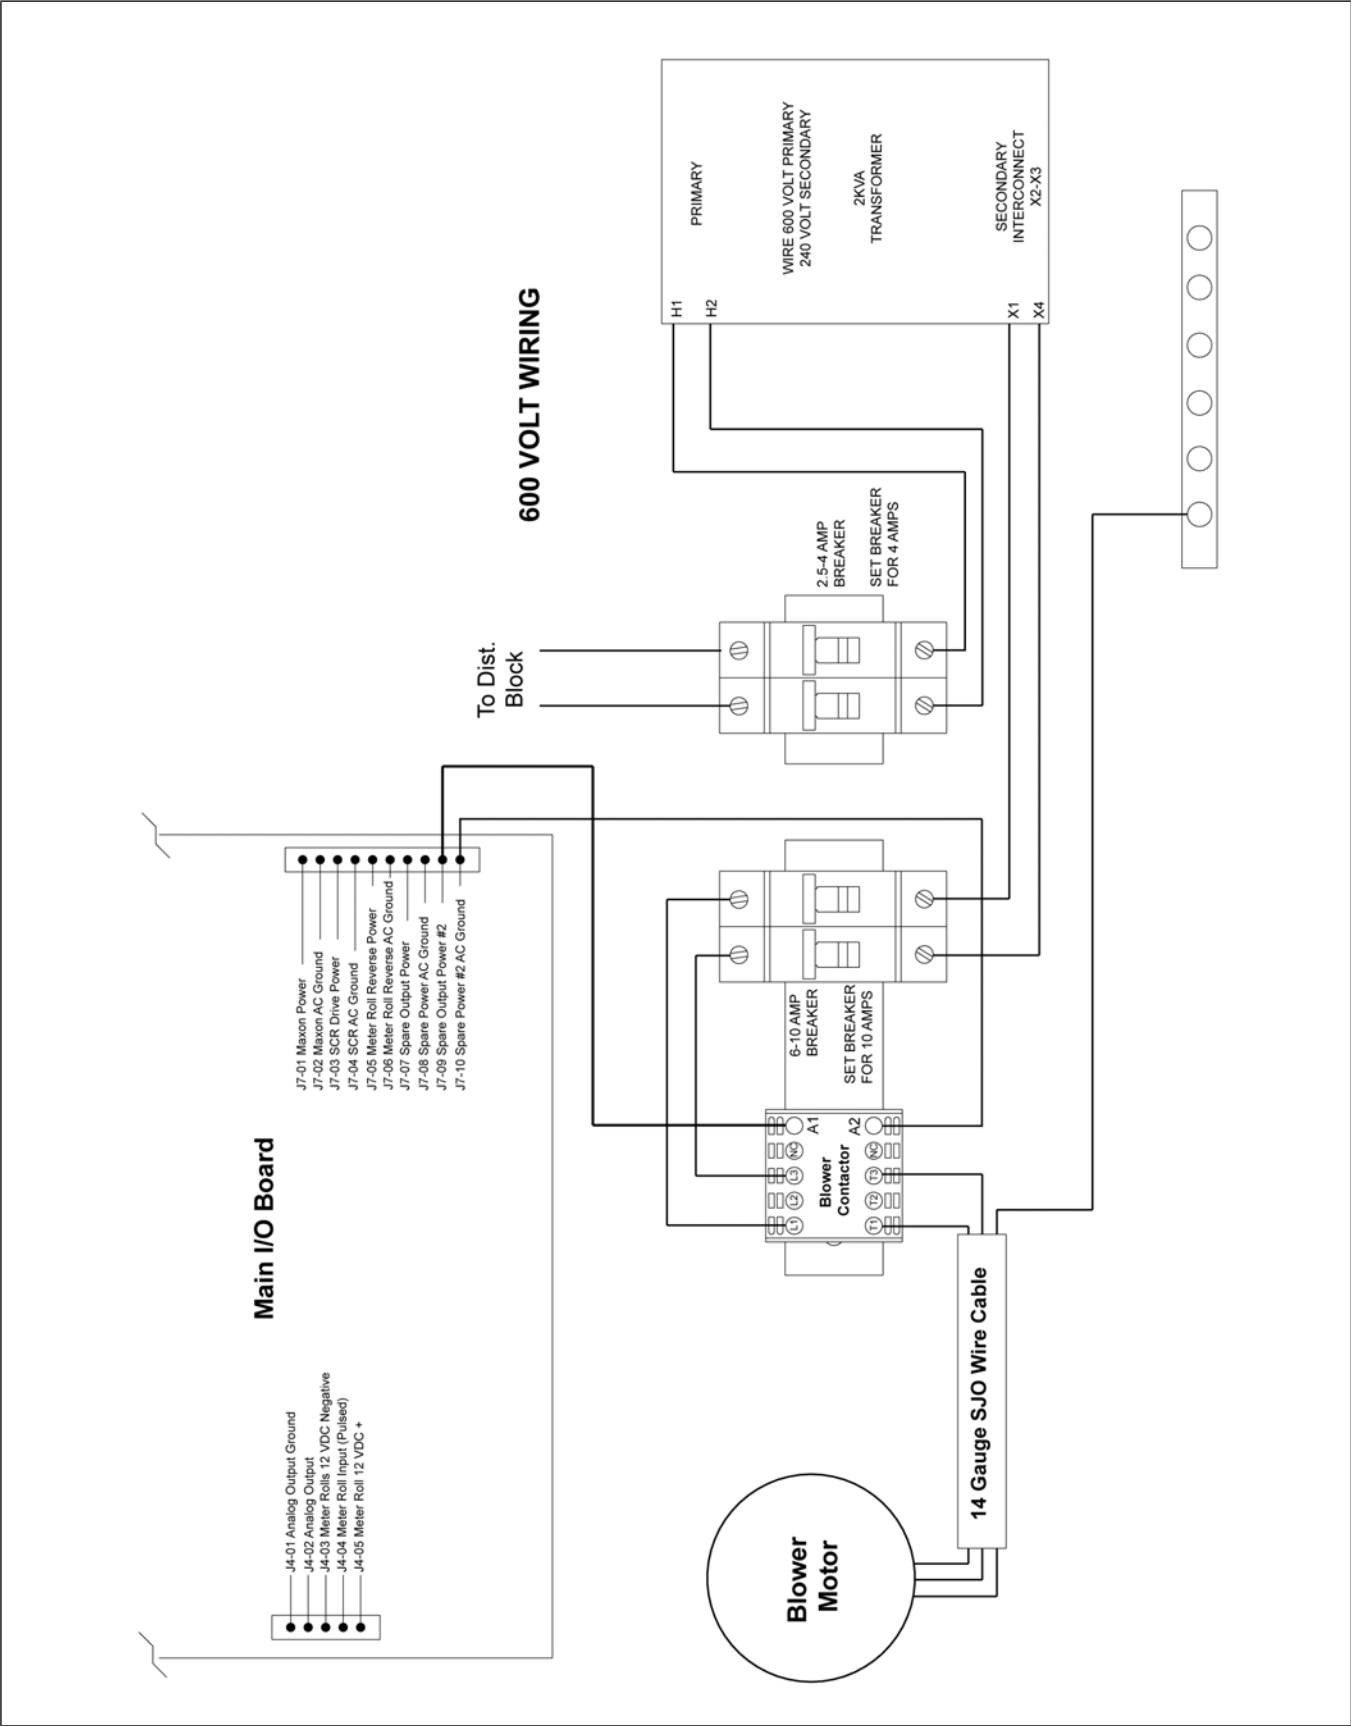 600 VOLT WIRING
Main I/O Board
J4-01 Analog Output Ground
J4-02 Analog Output
J4-03 Meter Rolls 12 VDC Negative
J4-04 Meter Roll Input (Pulsed)
J4-05 Meter Roll 12 VDC +
J7-01 Maxon Power
J7-02 Maxon AC Ground
J7-03 SCR Drive Power
J7-04 SCR AC Ground
J7-05 Meter Roll Reverse Power
J7-06 Meter Roll Reverse AC Ground
J7-07 Spare Output Power
J7-08 Spare Power AC Ground
J7-09 Spare Output Power #2
J7-10 Spare Power #2 AC Ground
To Dist.
Block
PRIMARY
H1
H2
WIRE 600 VOLT PRIMARY
240 VOLT SECONDARY
2KVA
TRANSFORMER
SECONDARY
INTERCONNECT
X2-X3
X1
X4
2.5-4 AMP
BREAKER
SET BREAKER
FOR 4 AMPS
6-10 AMP
BREAKER
SET BREAKER
FOR 10 AMPS
L1
L2
L3
NC
A1
Blower
Contactor
T1
T2
T3
NC
A2
Blower
Motor
14 Gauge SJO Wire Cable